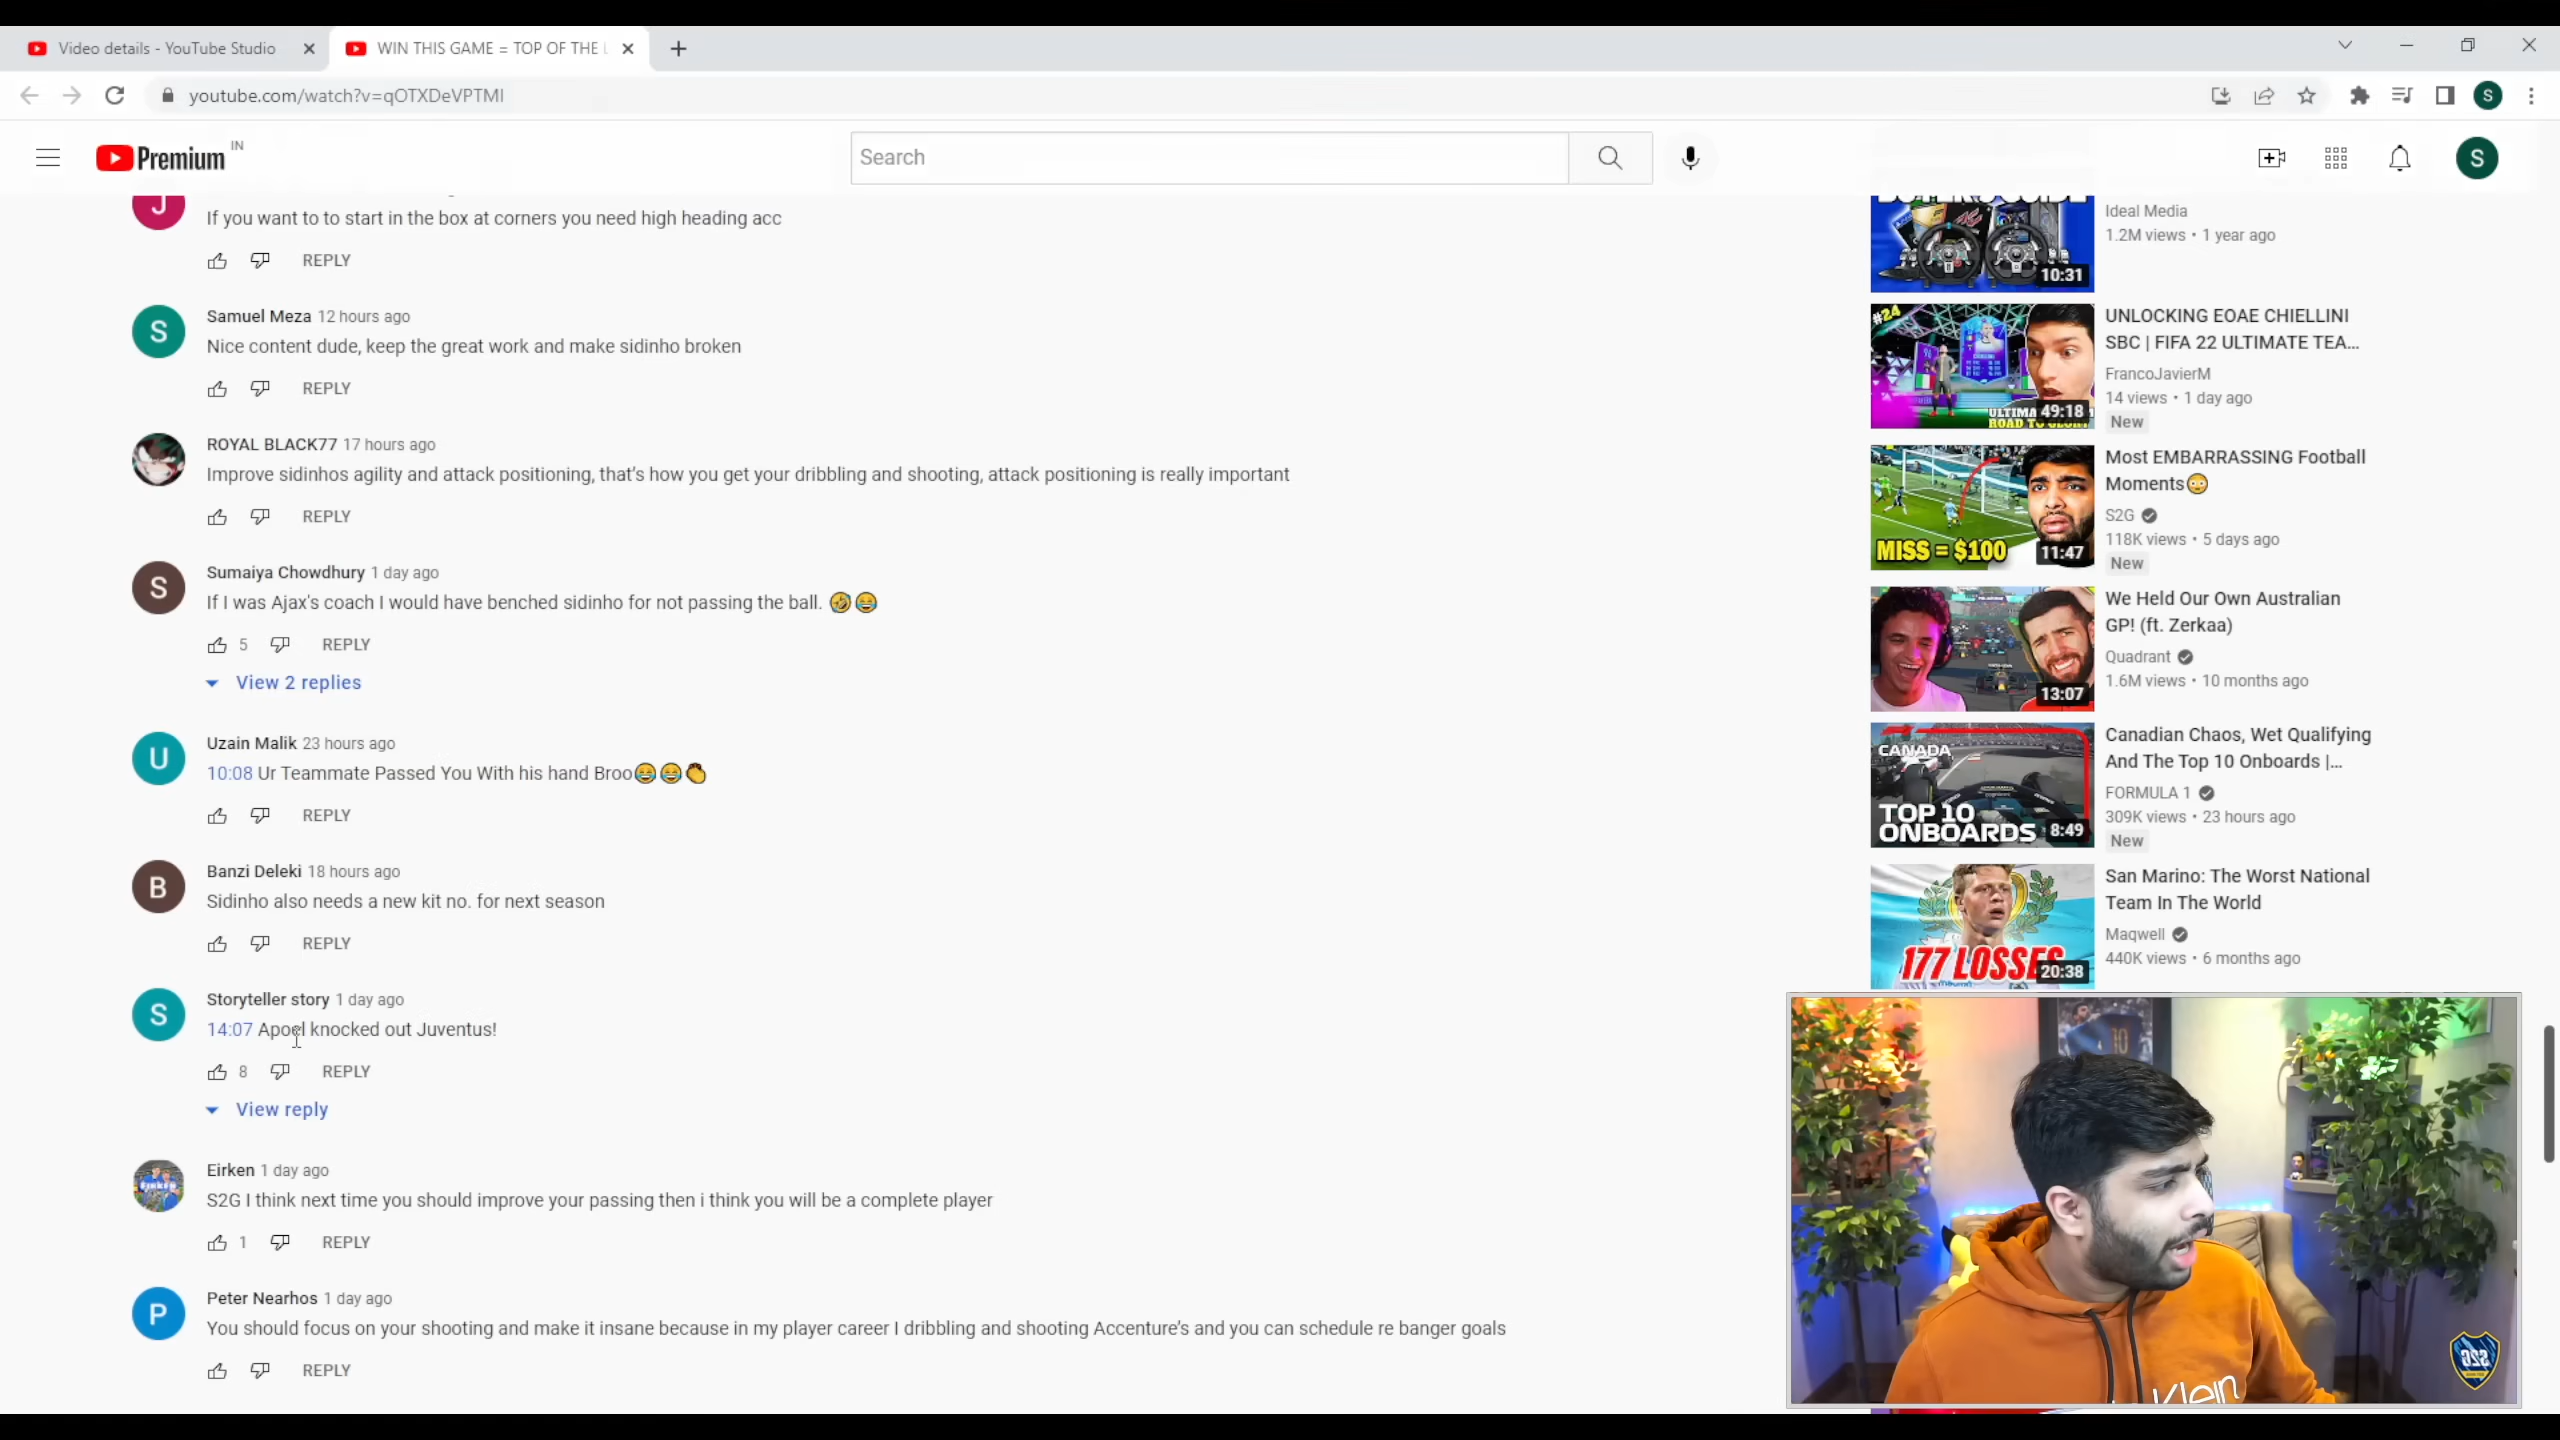 Video details - YouTube Studio
WIN THIS GAME = TOP OF THE L
youtube.com/watch?v=qOTXDeVPTMI
S
Premium IN
Search
S
J
If you want to to start in the box at corners you need high heading acc
REPLY
S
Samuel Meza 12 hours ago
Nice content dude, keep the great work and make sidinho broken
REPLY
ROYAL BLACK77 17 hours ago
Improve sidinhos agility and attack positioning, that's how you get your dribbling and shooting, attack positioning is really important
REPLY
S
Sumaiya Chowdhury 1 day ago
If I was Ajax's coach I would have benched sidinho for not passing the ball. 🤣😂
5 REPLY
View 2 replies
U
Uzain Malik 23 hours ago
10:08 Ur Teammate Passed You With his hand Broo😂😂👏
REPLY
B
Banzi Deleki 18 hours ago
Sidinho also needs a new kit no. for next season
REPLY
S
Storyteller story 1 day ago
14:07 Apoel knocked out Juventus!
8 REPLY
View reply
Eirken 1 day ago
S2G I think next time you should improve your passing then i think you will be a complete player
1 REPLY
P
Peter Nearhos 1 day ago
You should focus on your shooting and make it insane because in my player career I dribbling and shooting Accenture's and you can schedule re banger goals
REPLY
10:31
Ideal Media
1.2M views • 1 year ago
#24
ULTIMA
ROAD TO GLORY
49:18
UNLOCKING EOAE CHIELLINI
SBC | FIFA 22 ULTIMATE TEA...
FrancoJavierM
14 views • 1 day ago
New
MISS = $100
11:47
Most EMBARRASSING Football
Moments😳
S2G
118K views • 5 days ago
New
13:07
We Held Our Own Australian
GP! (ft. Zerkaa)
Quadrant
1.6M views • 10 months ago
CANADA
TOP 10
ONBOARDS
8:49
Canadian Chaos, Wet Qualifying
And The Top 10 Onboards |...
FORMULA 1
309K views • 23 hours ago
New
177 LOSSES
20:38
San Marino: The Worst National
Team In The World
Maqwell
440K views • 6 months ago
10
Klein
S2G